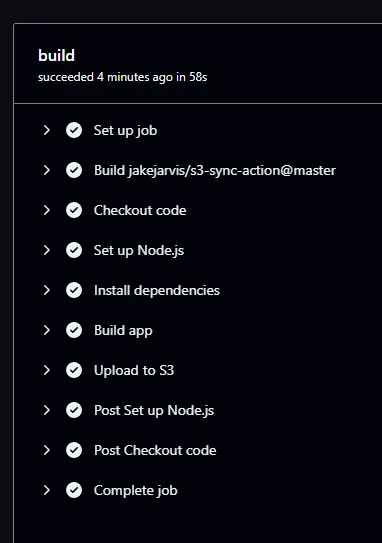 build
succeeded 4 minutes ago in 58s
Set up job
Build jakejarvis/s3-sync-action@master
Checkout code
Set up Node.js
Install dependencies
Build app
Upload to S3
Post Set up Node.js
Post Checkout code
Complete job